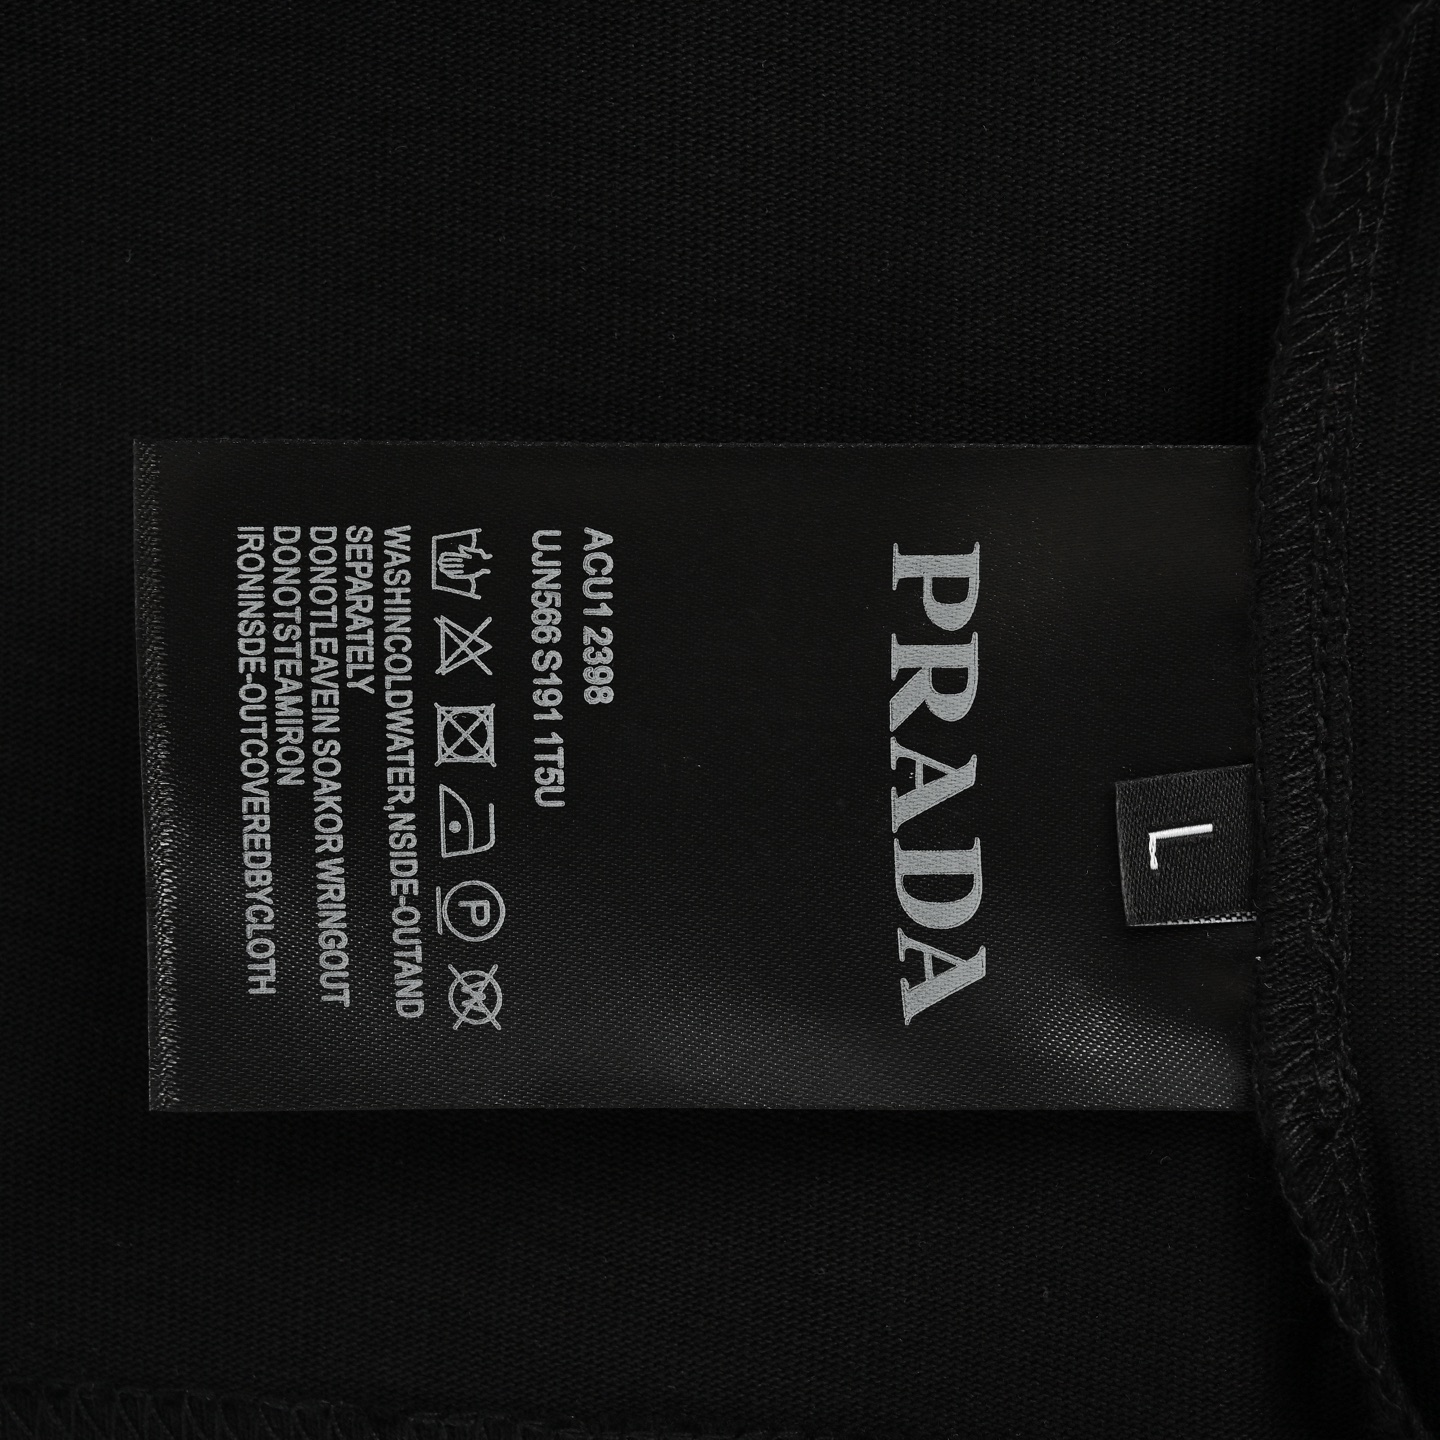 L
PRADA
ACU1 2398
UJN566 S191 1T5U
P
WASHINCOLDWATER,NSIDE-OUTAND
SEPARATELY
DONOTLEAVEIN SOAKOR WRINGOUT
DONOTSTEAMIRON
IRONINSDE-OUTCOVEREDBYCLOTH